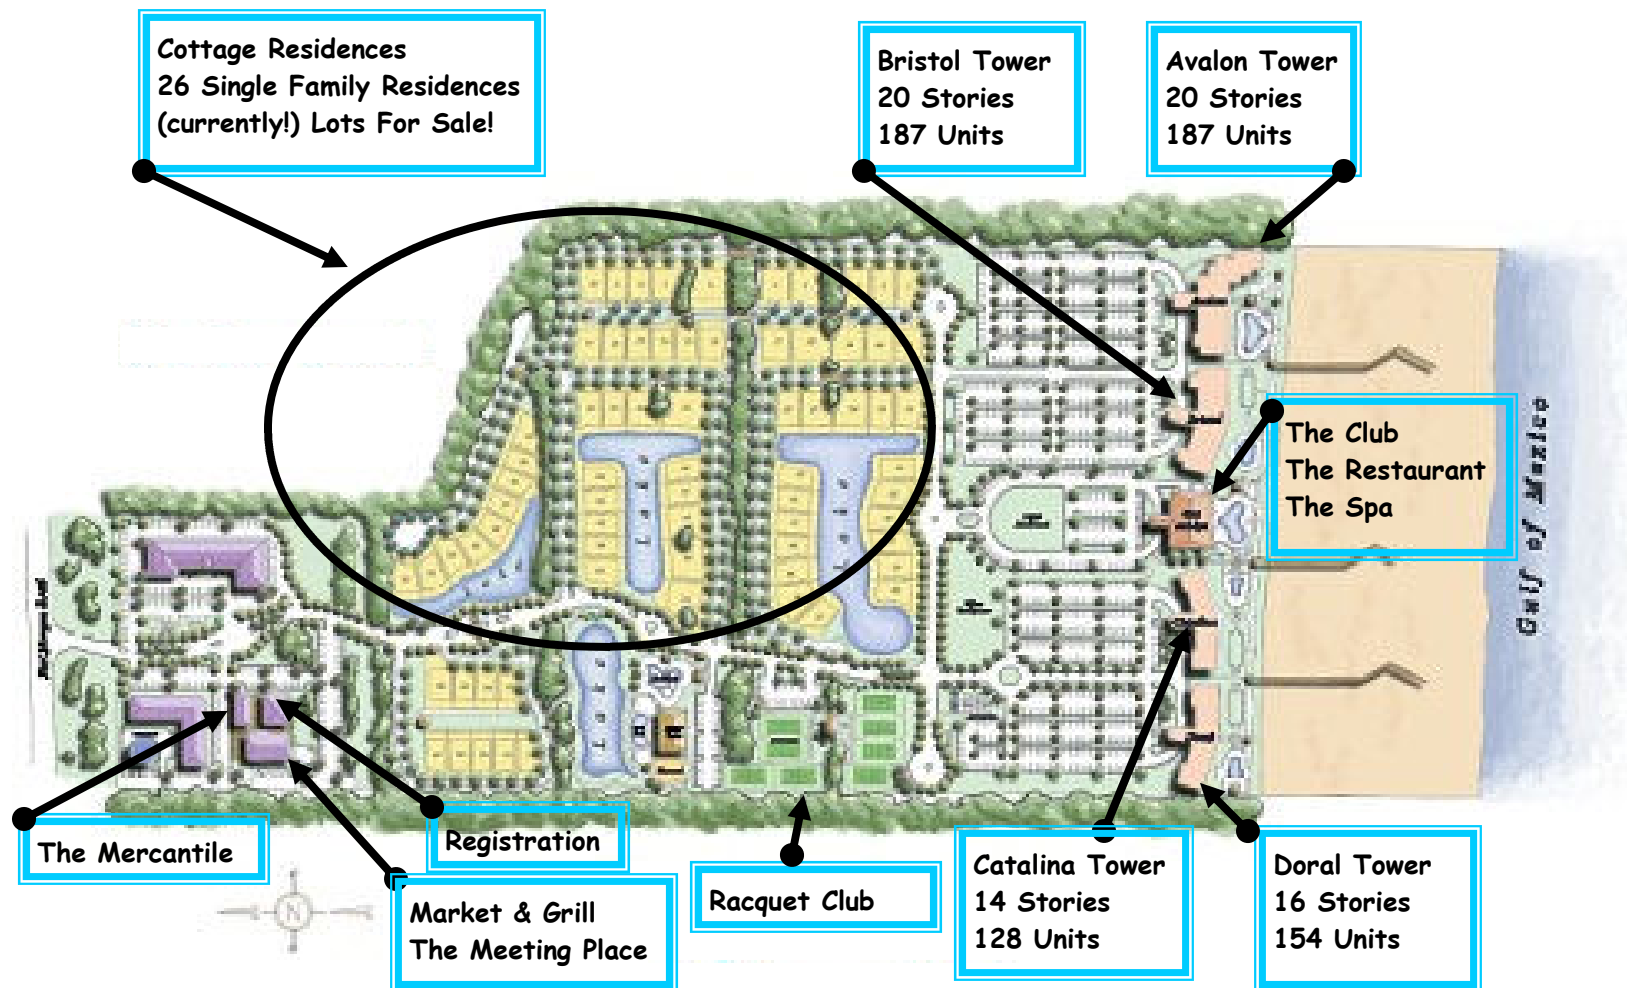 Cottage Residences
26 Single Family Residences
(currently!) Lots For Sale!
Bristol Tower
20 Stories
187 Units
Avalon Tower
20 Stories
187 Units
The Club
The Restaurant
The Spa
Gulf of Mexico
The Mercantile
Registration
Market & Grill
The Meeting Place
Racquet Club
Catalina Tower
14 Stories
128 Units
Doral Tower
16 Stories
154 Units
N